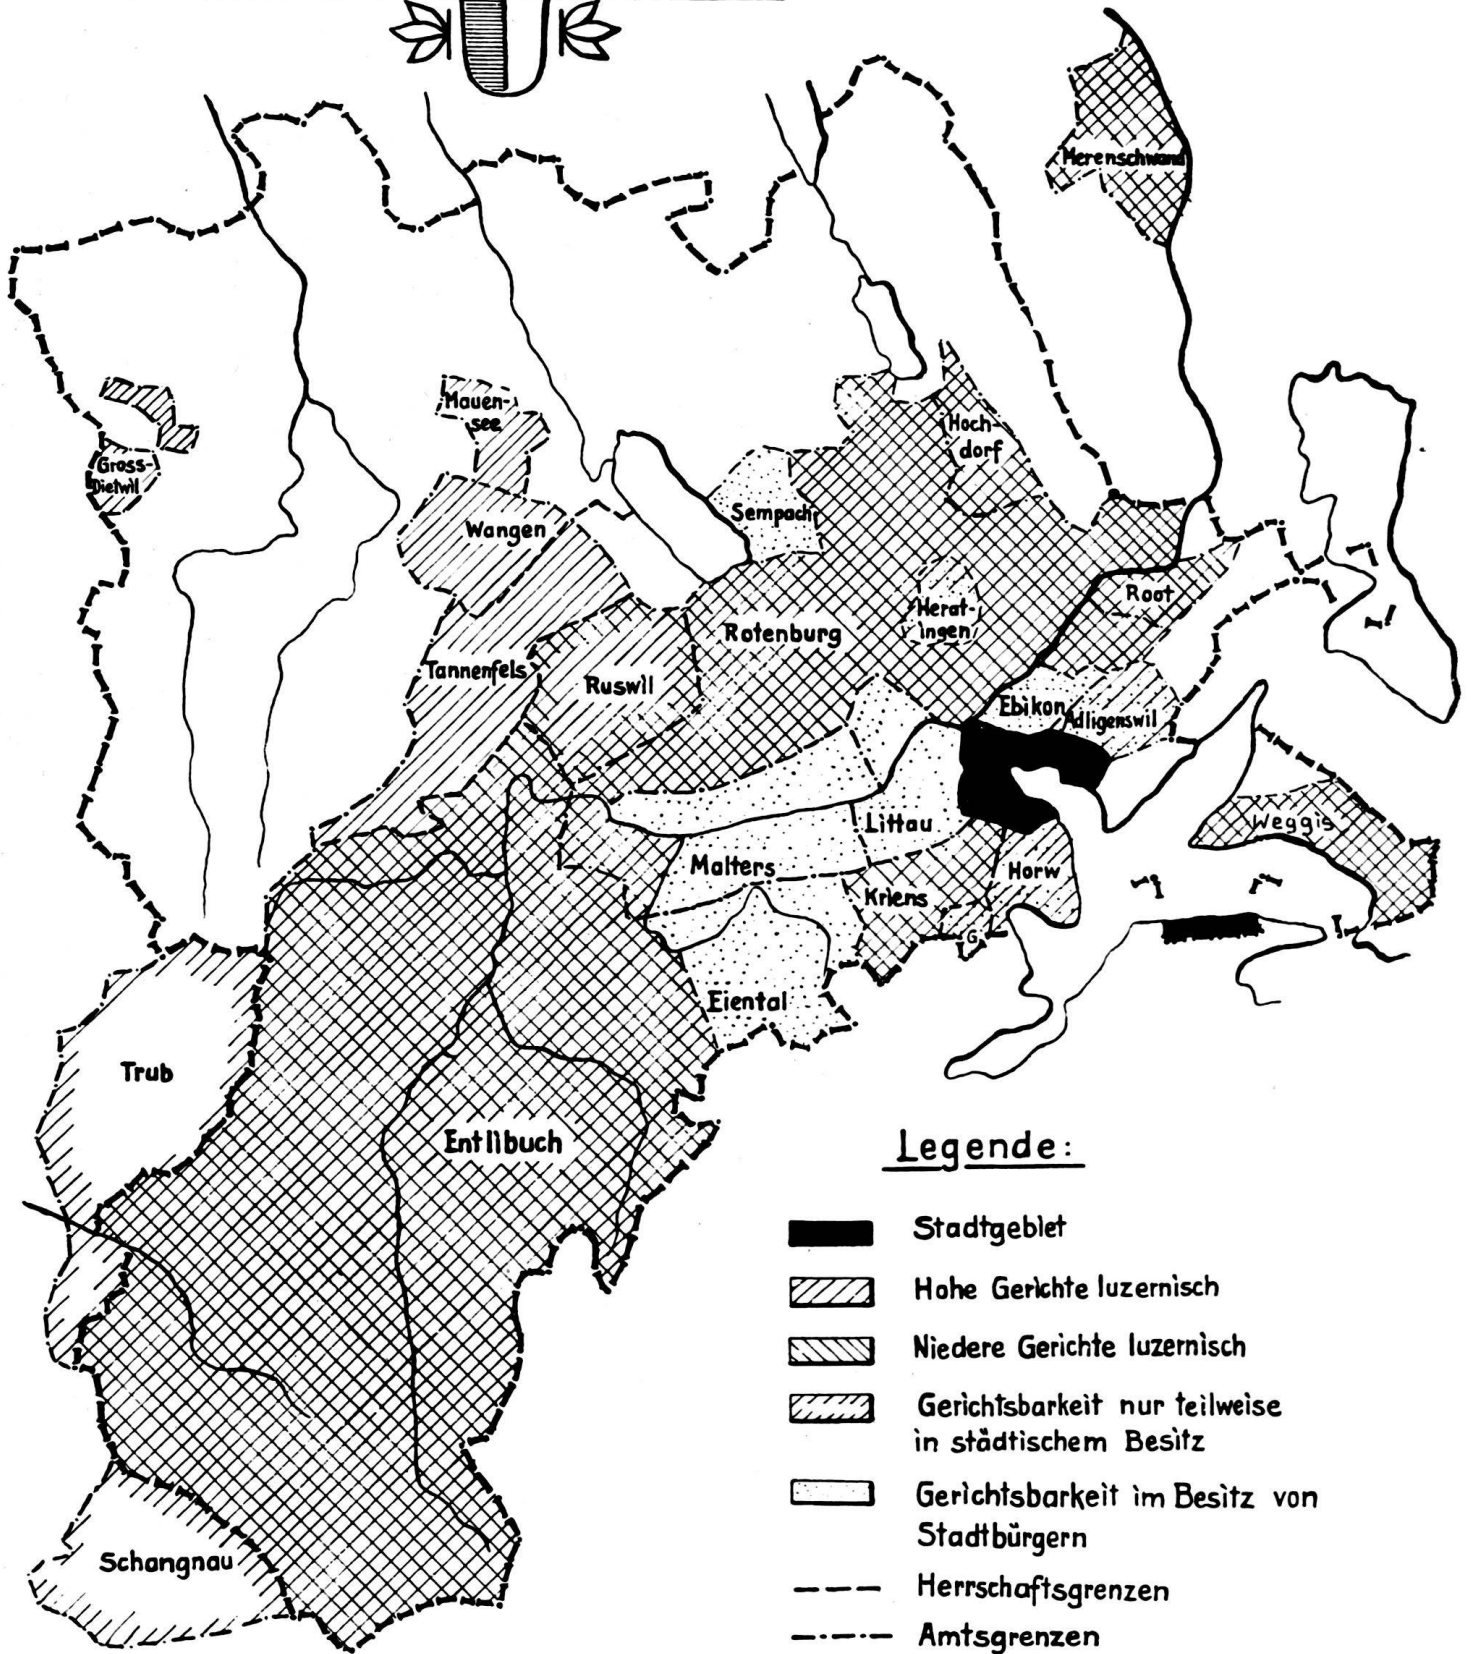 Merenschwand
Mauen-
see
Gross-
Dietwil
Hoch-
dorf
Sempach
Wangen
Root
Herat-
ingen
Rotenburg
Tannenfels
Ruswil
Ebikon
Adligenswil
Littau
Weggis
Malters
Horw
Kriens
G.
Eiental
Trub
Entlibuch
Schangnau
Legende:
Stadtgebiet
Hohe Gerichte luzernisch
Niedere Gerichte luzernisch
Gerichtsbarkeit nur teilweise
in städtischem Besitz
Gerichtsbarkeit im Besitz von
Stadtbürgern
Herrschaftsgrenzen
Amtsgrenzen